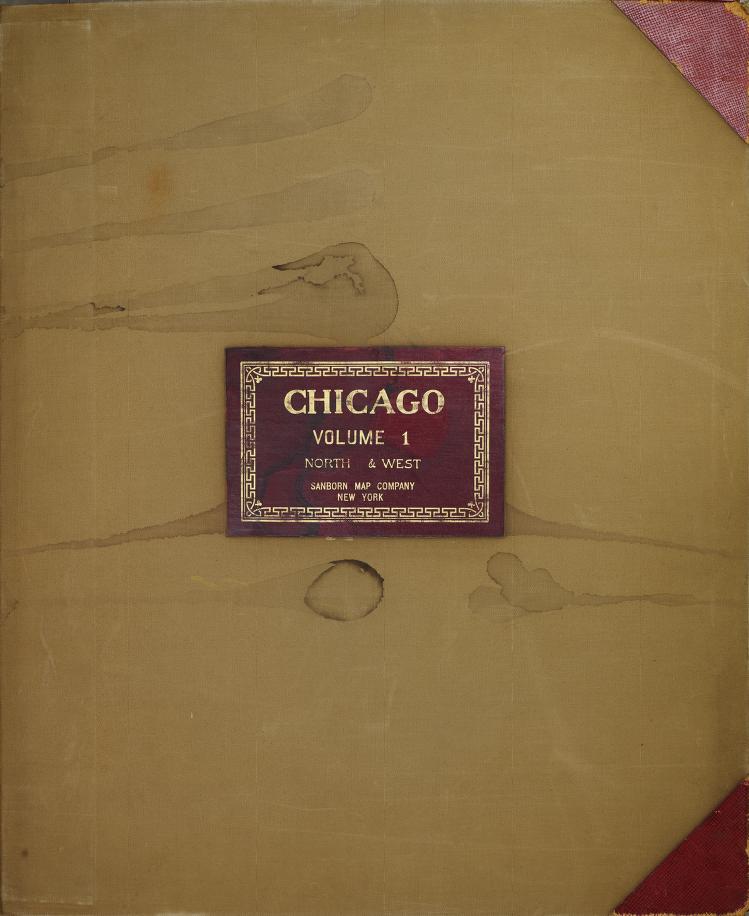 CHICAGO
VOLUME 1
NORTH & WEST
SANBORN MAP COMPANY
NEW YORK